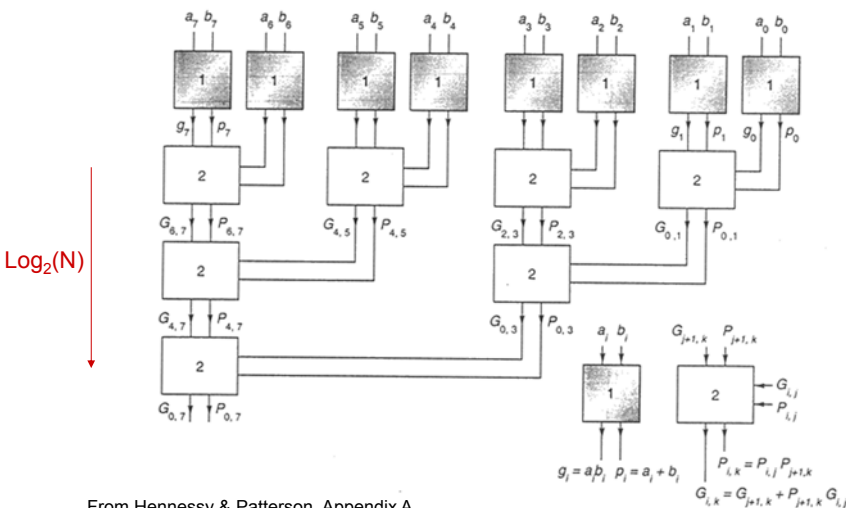 a₇ b₇ a₆ b₆ a₅ b₅ a₄ b₄ a₃ b₃ a₂ b₂ a₁ b₁ a₀ b₀
1 1 1 1 1 1 1 1
g₇ p₇ g₁ p₁ g₀ p₀
2 2 2 2
G₆,₇ P₆,₇ G₄,₅ P₄,₅ G₂,₃ P₂,₃ G₀,₁ P₀,₁
Log₂(N)
2 2
G₄,₇ P₄,₇ G₀,₃ P₀,₃
2
G₀,₇ P₀,₇
aᵢ bᵢ
1
gᵢ = aᵢbᵢ pᵢ = aᵢ + bᵢ
Gⱼ₊₁,ₖ Pⱼ₊₁,ₖ
2
Gᵢ,ⱼ
Pᵢ,ⱼ
Pᵢ,ₖ = Pᵢ,ⱼ Pⱼ₊₁,ₖ
Gᵢ,ₖ = Gⱼ₊₁,ₖ + Pⱼ₊₁,ₖ Gᵢ,ⱼ
From Hennessy & Patterson, Appendix A